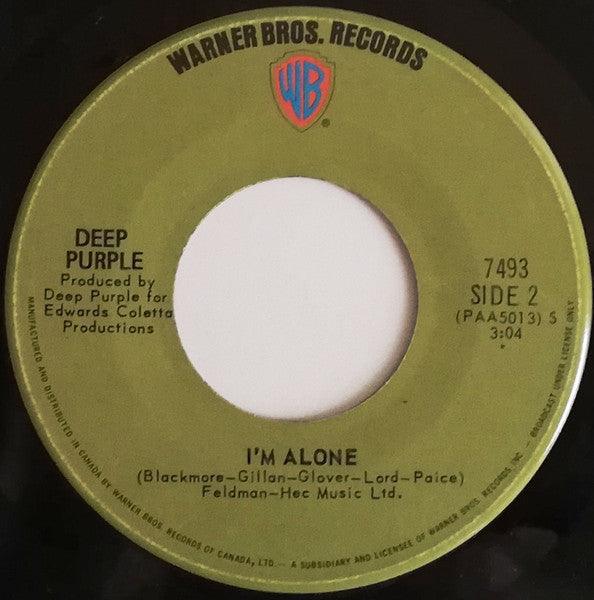 WARNER BROS. RECORDS
WB
®
DEEP
PURPLE
Produced by
Deep Purple for
Edwards Coletta
Productions
7493
SIDE 2
(PAA5013) S
3:04
I'M ALONE
(Blackmore–Gillan–Glover–Lord–Paice)
Feldman–Hec Music Ltd.
MANUFACTURED AND DISTRIBUTED IN CANADA BY WARNER BROS. RECORDS OF CANADA, LTD. – A SUBSIDIARY AND LICENSEE OF WARNER BROS. RECORDS, INC. – BROADCAST UNDER LICENSE ONLY